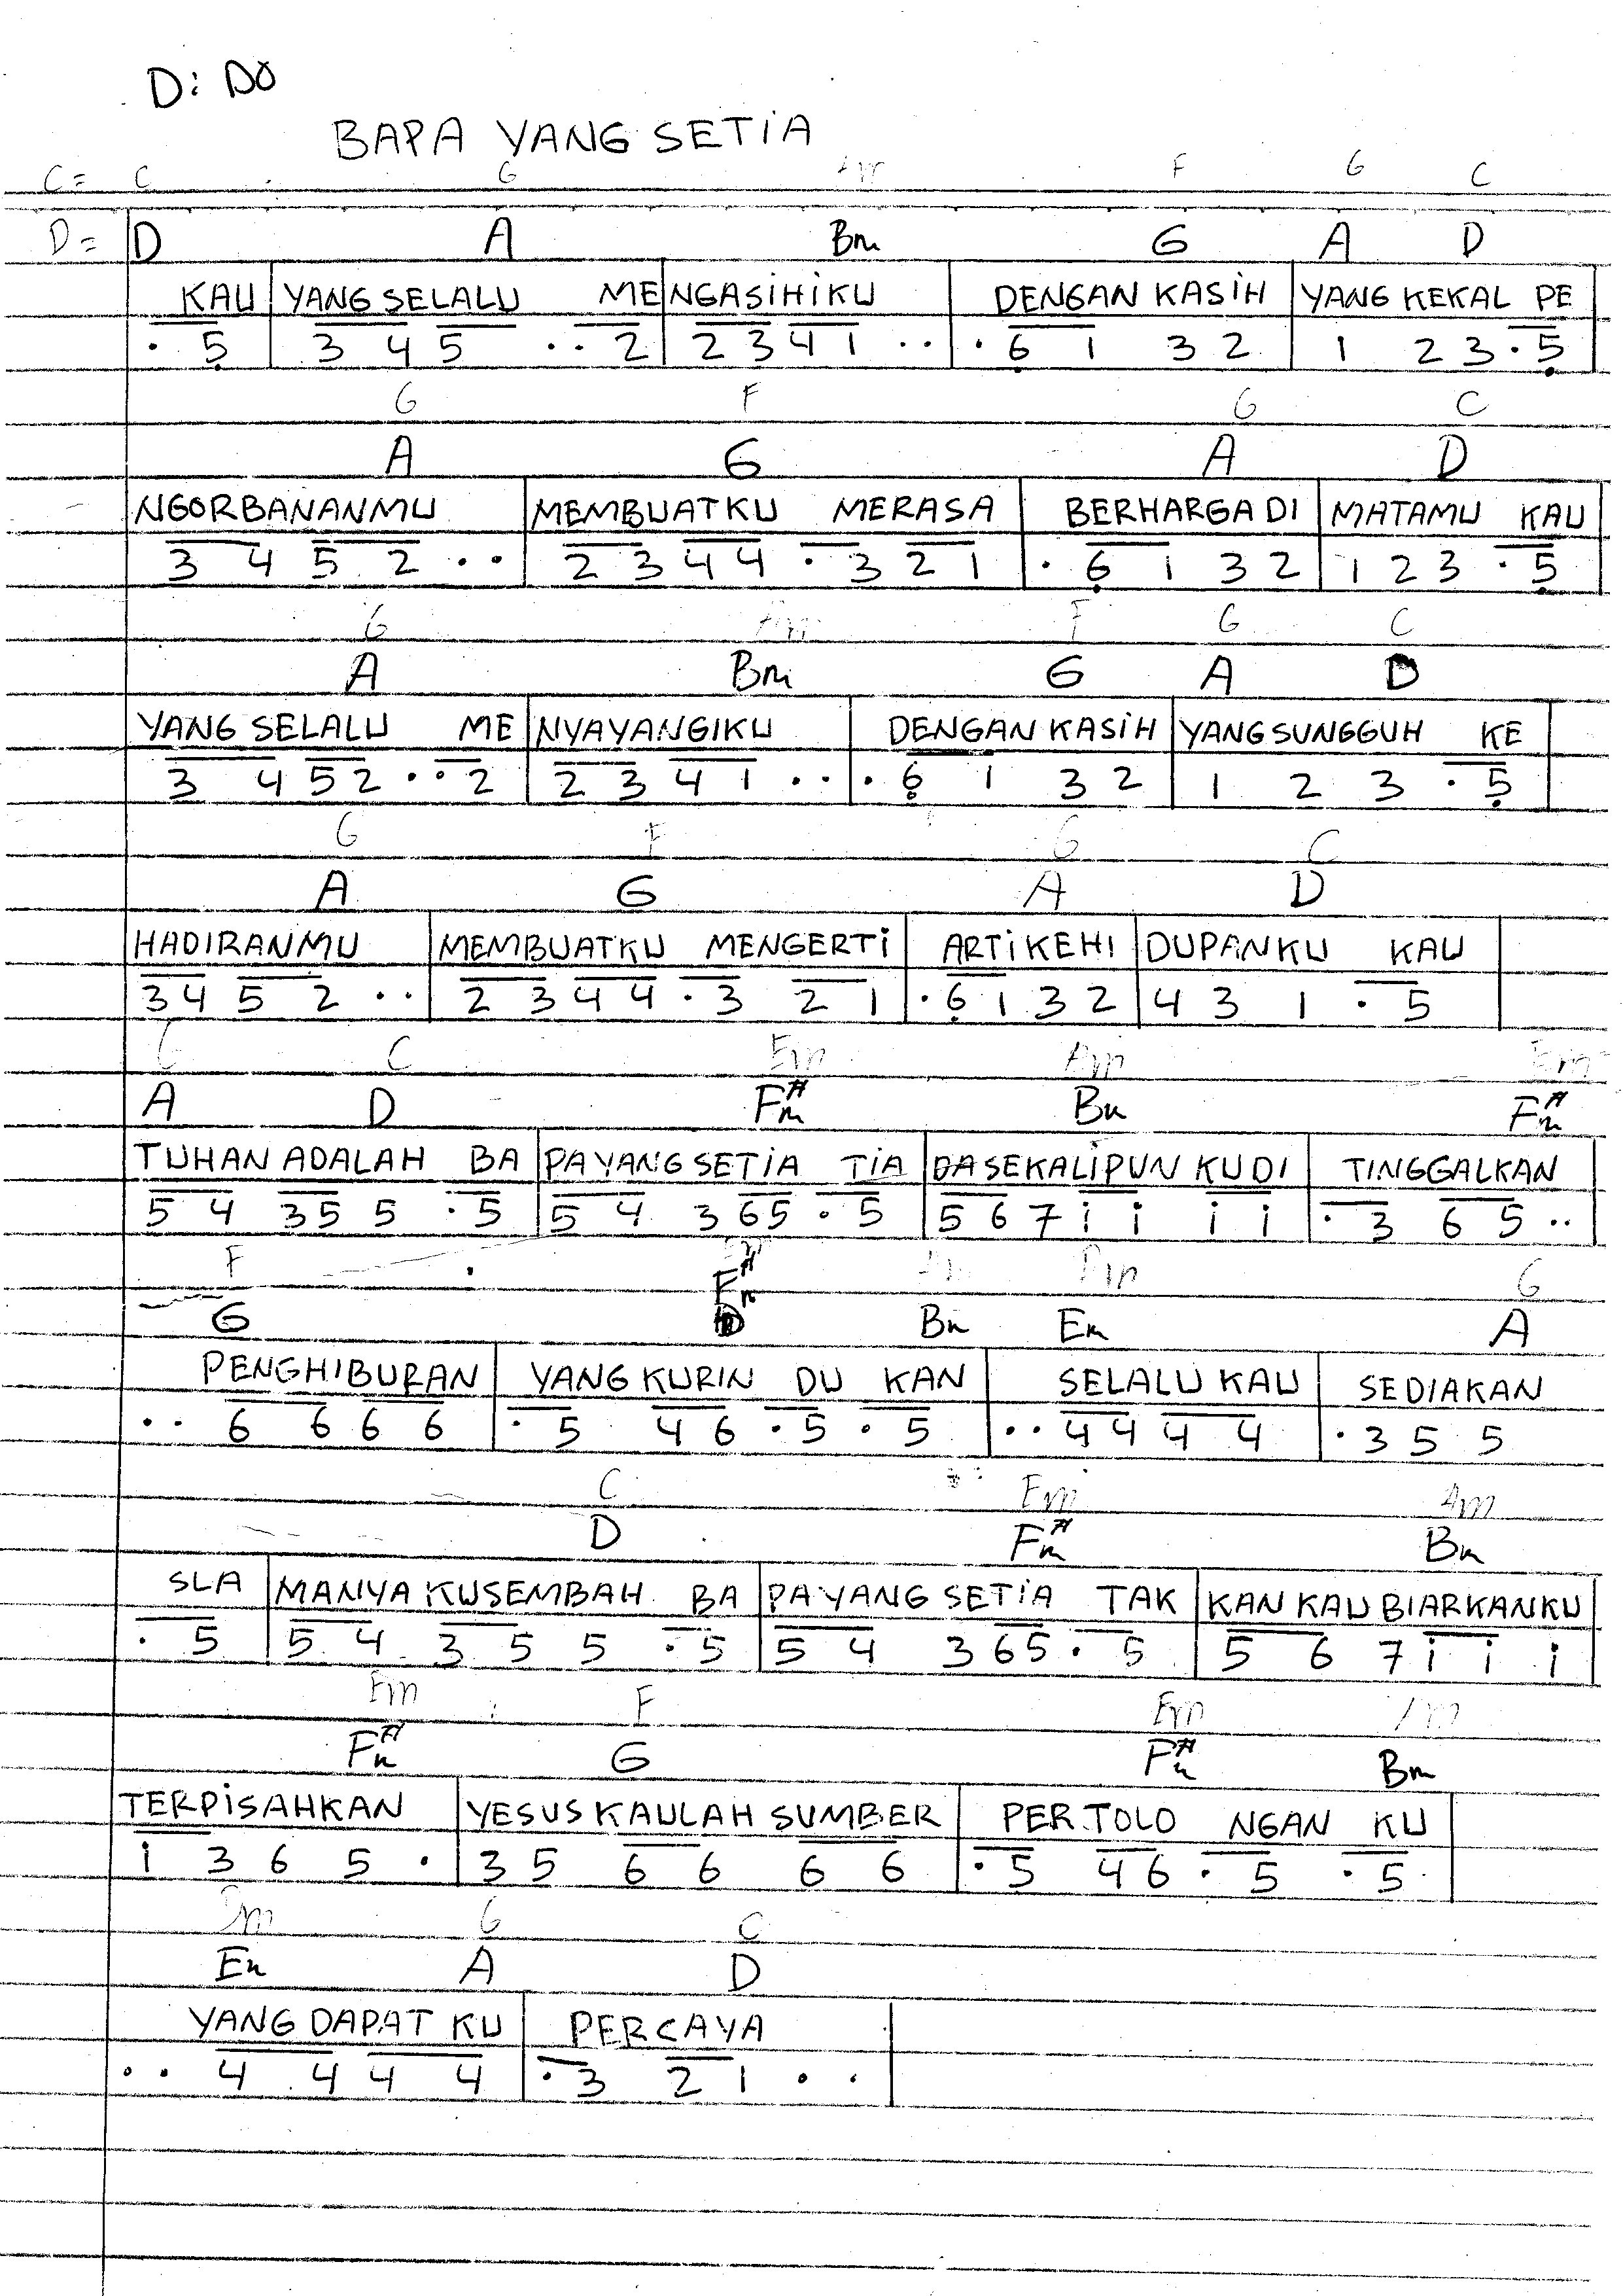 D: DO
BAPA YANG SETIA
C= C G Am F G C
D= D A Bm G A D
KAU YANG SELALU ME NGASIHIKU DENGAN KASIH YANG KEKAL PE
. 5 3 4 5 . . 2 2 3 4 1 . . . 6 1 3 2 1 2 3 . 5
G F G C
A G A D
NGORBANANMU MEMBUATKU MERASA BERHARGA DI MATAMU KAU
3 4 5 2 . . 2 3 4 4 . 3 2 1 . 6 1 3 2 1 2 3 . 5
G Am F G C
A Bm G A D
YANG SELALU ME NYAYANGIKU DENGAN KASIH YANG SUNGGUH KE
3 4 5 2 . . 2 2 3 4 1 . . . 6 1 3 2 1 2 3 . 5
G F G C
A G A D
HADIRANMU MEMBUATKU MENGERTI ARTI KEHI DUPANKU KAU
3 4 5 2 . . 2 3 4 4 . 3 2 1 . 6 1 3 2 4 3 1 . 5
C Em Am Em
A D F#m Bm F#m
TUHAN ADALAH BA PA YANG SETIA TIA DA SEKALIPUN KU DI TINGGALKAN
5 4 3 5 5 . 5 5 4 3 6 5 . 5 5 6 7 i i i i . 3 6 5 . .
F G
G F#m Bm Em A
PENGHIBURAN YANG KURIN DU KAN SELALU KAU SEDIAKAN
. . 6 6 6 6 . 5 4 6 . 5 . 5 . . 4 4 4 4 . 3 5 5
C Em Am
D F#m Bm
SLA MANYA KUSEMBAH BA PA YANG SETIA TAK KAN KAU BIARKANKU
. 5 5 4 3 5 5 . 5 5 4 3 6 5 . 5 5 6 7 i i i
Em F Em Am
F#m G F#m Bm
TERPISAHKAN YESUS KAULAH SUMBER PER TOLO NGAN KU
i 3 6 5 . 3 5 6 6 6 6 . 5 4 6 . 5 . 5
Dm G C
Em A D
YANG DAPAT KU PERCAYA
. . 4 4 4 4 . 3 2 1 . .